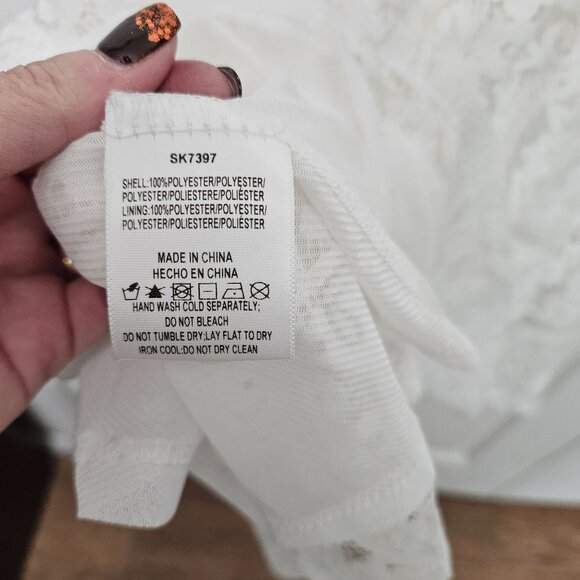 SK7397
SHELL:100%POLYESTER/POLYESTER/
POLYESTER/POLIESTERE/POLIÉSTER
LINING:100%POLYESTER/POLYESTER/
POLYESTER/POLIESTERE/POLIÉSTER
MADE IN CHINA
HECHO EN CHINA
HAND WASH COLD SEPARATELY;
DO NOT BLEACH
DO NOT TUMBLE DRY;LAY FLAT TO DRY
IRON COOL;DO NOT DRY CLEAN